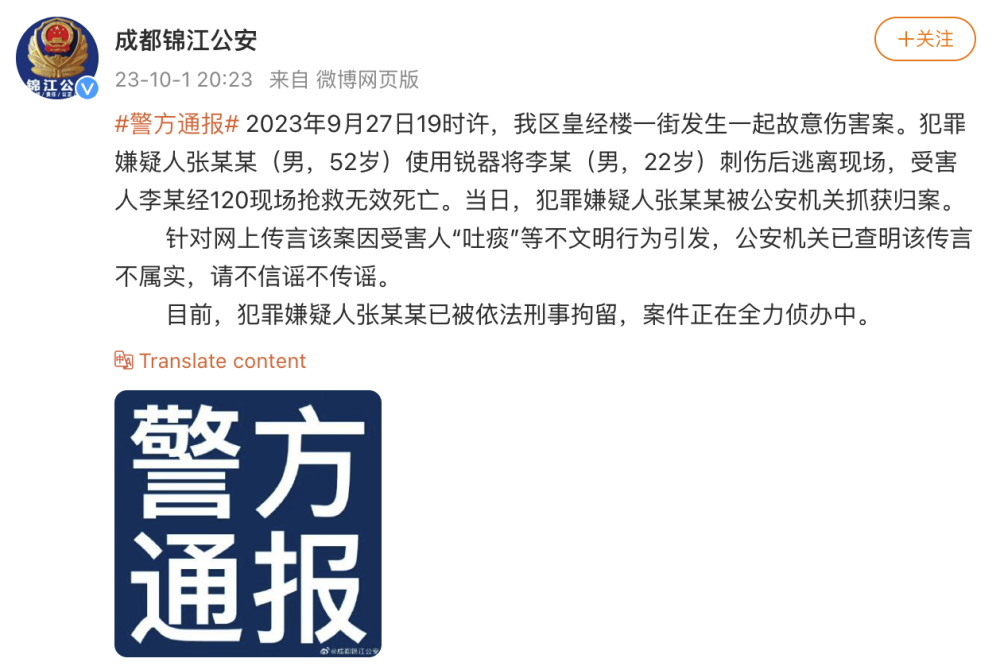 成都锦江公安
23-10-1 20:23 来自 微博网页版
+关注
锦江公
#警方通报# 2023年9月27日19时许，我区皇经楼一街发生一起故意伤害案。犯罪
嫌疑人张某某（男，52岁）使用锐器将李某（男，22岁）刺伤后逃离现场，受害
人李某经120现场抢救无效死亡。当日，犯罪嫌疑人张某某被公安机关抓获归案。
针对网上传言该案因受害人“吐痰”等不文明行为引发，公安机关已查明该传言
不属实，请不信谣不传谣。
目前，犯罪嫌疑人张某某已被依法刑事拘留，案件正在全力侦办中。
Translate content
警方
通报
@成都锦江公安